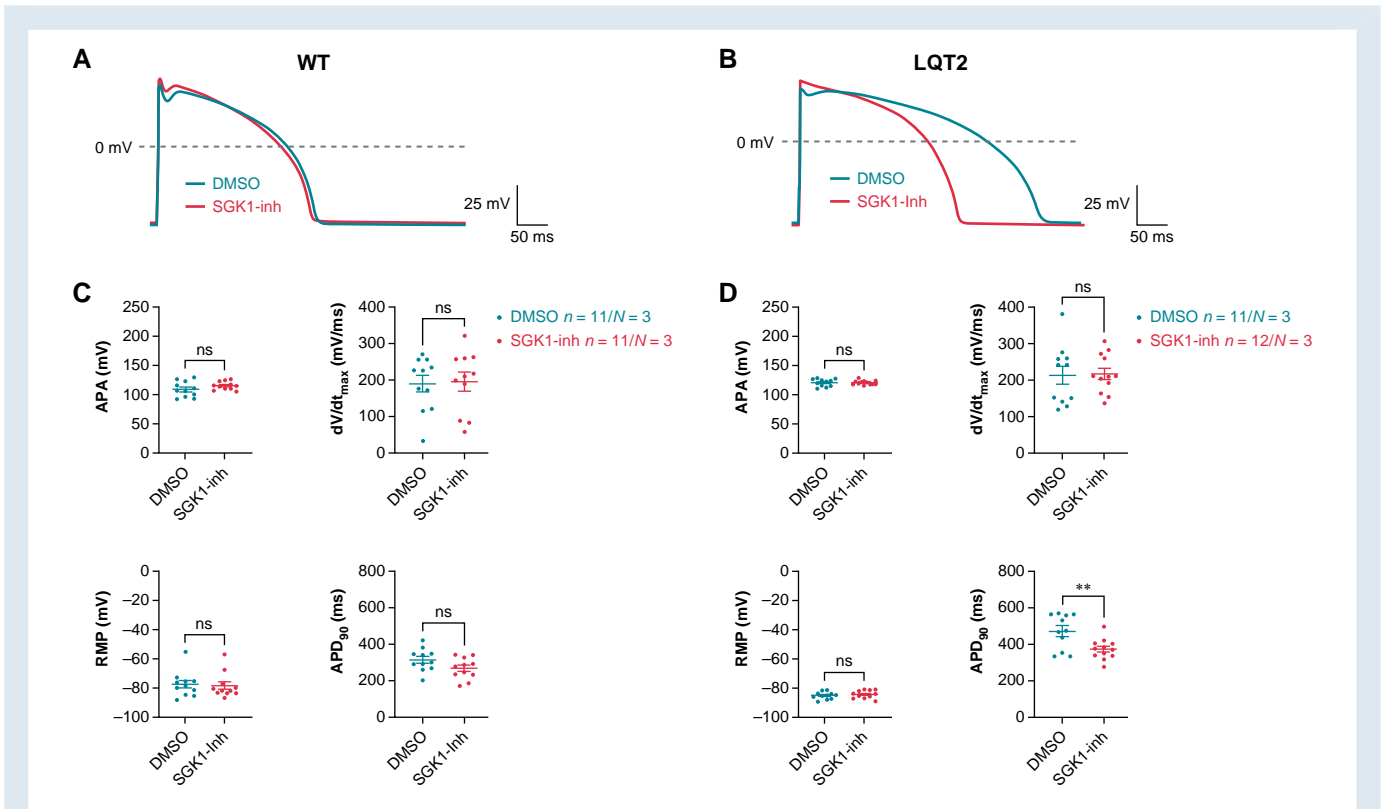 A
WT
0 mV
DMSO
SGK1-inh
25 mV
50 ms
B
LQT2
0 mV
DMSO
SGK1-Inh
25 mV
50 ms
C
250
200
150
100
50
0
APA (mV)
ns
DMSO
SGK1-inh
400
300
200
100
0
dV/dtmax (mV/ms)
ns
DMSO
SGK1-inh
DMSO n = 11/N = 3
SGK1-inh n = 11/N = 3
0
–20
–40
–60
–80
–100
RMP (mV)
ns
DMSO
SGK1-Inh
800
600
400
200
0
APD90 (ms)
ns
DMSO
SGK1-inh
D
250
200
150
100
50
0
APA (mV)
ns
DMSO
SGK1-inh
400
300
200
100
0
dV/dtmax (mV/ms)
ns
DMSO
SGK1-inh
DMSO n = 11/N = 3
SGK1-inh n = 12/N = 3
0
–20
–40
–60
–80
–100
RMP (mV)
ns
DMSO
SGK1-inh
800
600
400
200
0
APD90 (ms)
**
DMSO
SGK1-inh